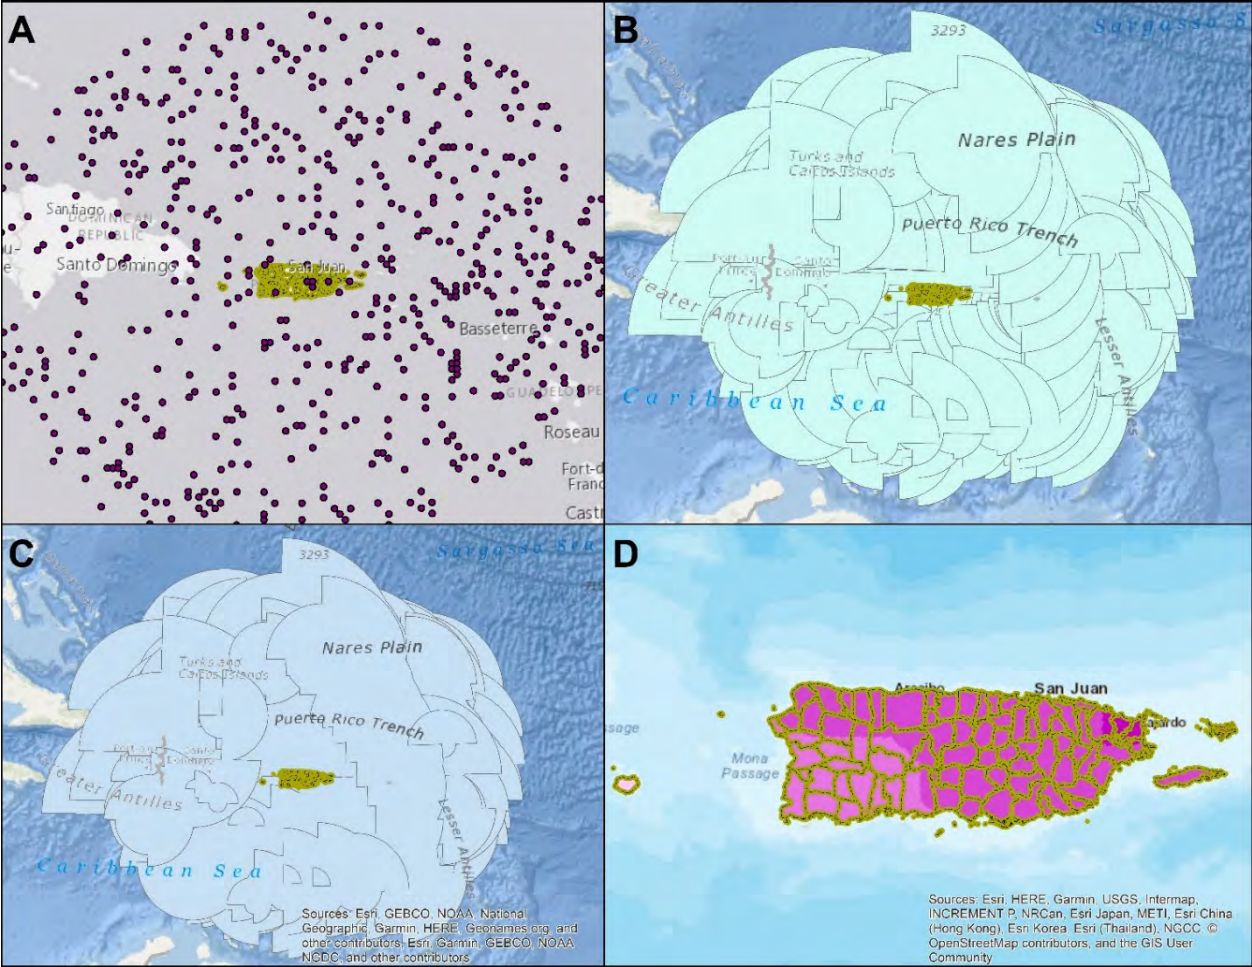 A
Santiago
DOMINICAN
REPUBLIC
Santo Domingo
San Juan
Basseterre
GUADELOUPE
Roseau
Fort-d
Franc
Castr
B
3293
Sargasso S
Nares Plain
Turks and
Caicos Islands
Puerto Rico Trench
Greater Antilles
Lesser Antilles
Caribbean Sea
C
3293
Sargasso Sea
Nares Plain
Turks and
Caicos Islands
Puerto Rico Trench
Greater Antilles
Lesser Antilles
Caribbean Sea
Sources: Esri, GEBCO, NOAA, National
Geographic, Garmin, HERE, Geonames.org, and
other contributors, Esri, Garmin, GEBCO, NOAA
NGDC, and other contributors
D
San Juan
ajardo
ssage
Mona
Passage
Sources: Esri, HERE, Garmin, USGS, Intermap,
INCREMENT P, NRCan, Esri Japan, METI, Esri China
(Hong Kong), Esri Korea, Esri (Thailand), NGCC, ©
OpenStreetMap contributors, and the GIS User
Community